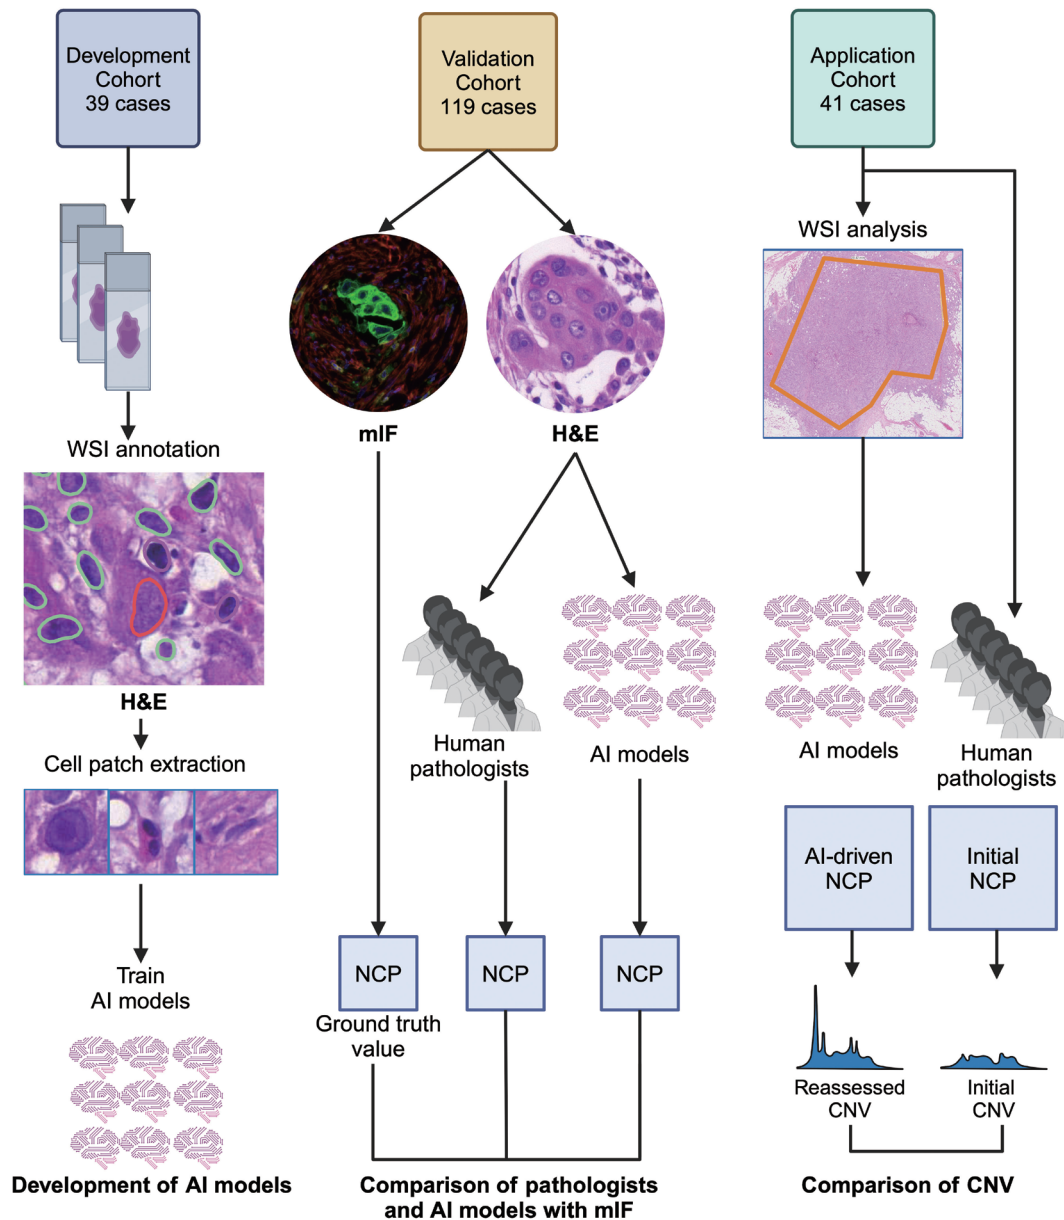 Development
Cohort
39 cases
WSI annotation
H&E
Cell patch extraction
Train
AI models
Development of AI models
Validation
Cohort
119 cases
mIF
H&E
Human
pathologists
AI models
NCP
NCP
NCP
Ground truth
value
Comparison of pathologists
and AI models with mIF
Application
Cohort
41 cases
WSI analysis
AI models
Human
pathologists
AI-driven
NCP
Initial
NCP
Reassessed
CNV
Initial
CNV
Comparison of CNV